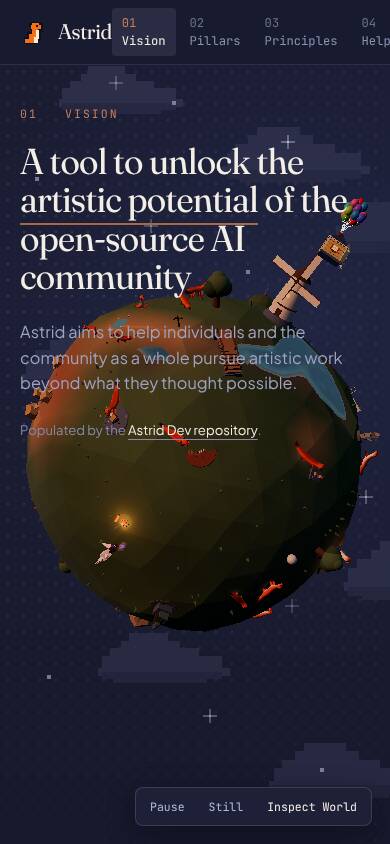 Astrid
01
Vision
02
Pillars
03
Principles
04
01 VISION
A tool to unlock the
artistic potential of the
open-source AI
community
Astrid aims to help individuals and the
community as a whole pursue artistic work
beyond what they thought possible.
Populated by the Astrid Dev repository.
Pause Still Inspect World